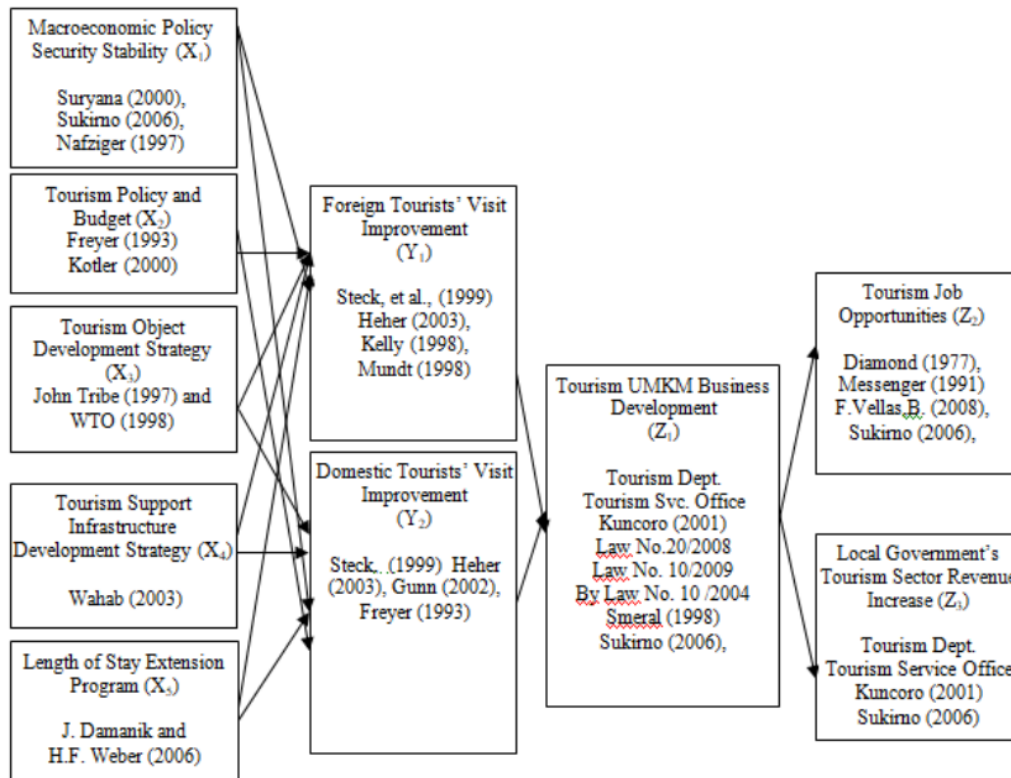 Macroeconomic Policy
Security Stability (X₁)
Suryana (2000),
Sukirno (2006),
Nafziger (1997)
Tourism Policy and
Budget (X₂)
Freyer (1993)
Kotler (2000)
Tourism Object
Development Strategy
(X₃)
John Tribe (1997) and
WTO (1998)
Tourism Support
Infrastructure
Development Strategy (X₄)
Wahab (2003)
Length of Stay Extension
Program (X₅)
J. Damanik and
H.F. Weber (2006)
Foreign Tourists’ Visit
Improvement
(Y₁)
Steck, et al., (1999)
Heher (2003),
Kelly (1998),
Mundt (1998)
Domestic Tourists’ Visit
Improvement
(Y₂)
Steck,..(1999) Heher
(2003), Gunn (2002),
Freyer (1993)
Tourism UMKM Business
Development
(Z₁)
Tourism Dept.
Tourism Svc. Office
Kuncoro (2001)
Law No.20/2008
Law No. 10/2009
By Law No. 10 /2004
Smeral (1998)
Sukirno (2006),
Tourism Job
Opportunities (Z₂)
Diamond (1977),
Messenger (1991)
F.Vellas,B. (2008),
Sukirno (2006),
Local Government’s
Tourism Sector Revenue
Increase (Z₃)
Tourism Dept.
Tourism Service Office
Kuncoro (2001)
Sukirno (2006)